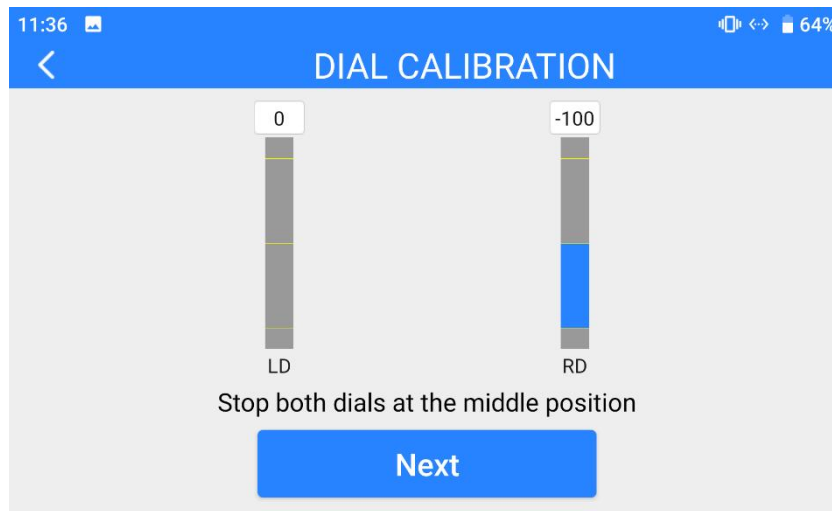 11:36 64%
DIAL CALIBRATION
0 -100
LD RD
Stop both dials at the middle position
Next